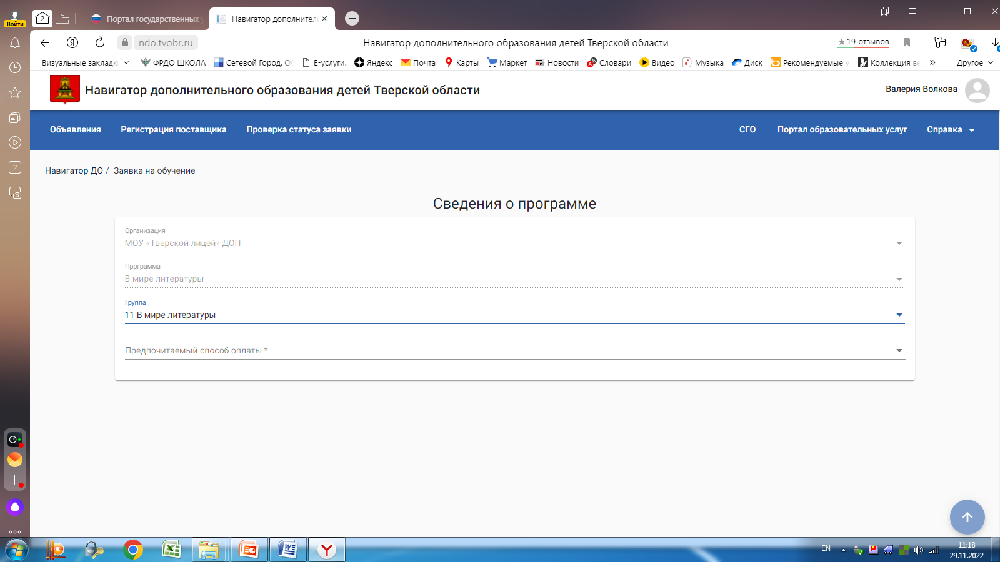 Войти
2
Портал государственных
Навигатор дополнител
ndo.tvobr.ru
Навигатор дополнительного образования детей Тверской области
19 отзывов
Визуальные закладк
ФРДО ШКОЛА
Сетевой Город. О
Е-услуги.
Яндекс
Почта
Карты
Маркет
Новости
Словари
Видео
Музыка
Диск
Рекомендуемые у
Коллекция ве
Другое
Навигатор дополнительного образования детей Тверской области
Валерия Волкова
Объявления
Регистрация поставщика
Проверка статуса заявки
СГО
Портал образовательных услуг
Справка
2
Навигатор ДО / Заявка на обучение
Сведения о программе
Организация
МОУ «Тверской лицей» ДОП
Программа
В мире литературы
Группа
11 В мире литературы
Предпочитаемый способ оплаты *
EN
11:18
29.11.2022